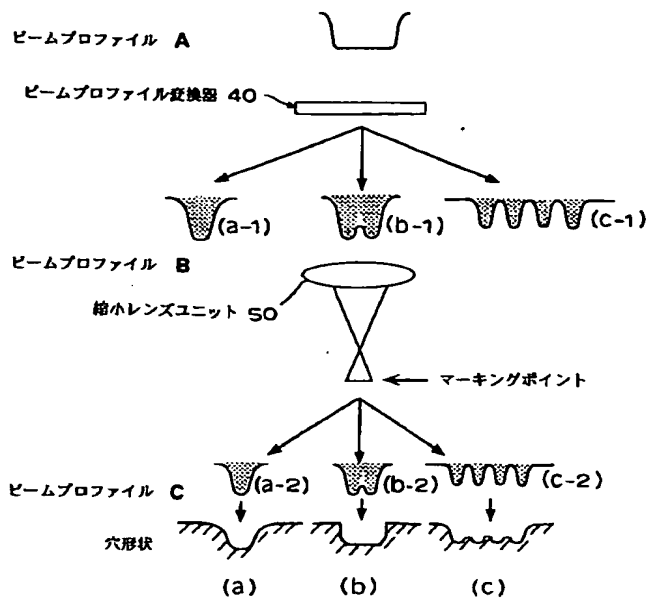 ビームプロファイル A
ビームプロファイル変換器 40
(a-1)
(b-1)
(c-1)
ビームプロファイル B
縮小レンズユニット 50
マーキングポイント
(a-2)
(b-2)
(c-2)
ビームプロファイル C
穴形状
(a)
(b)
(c)